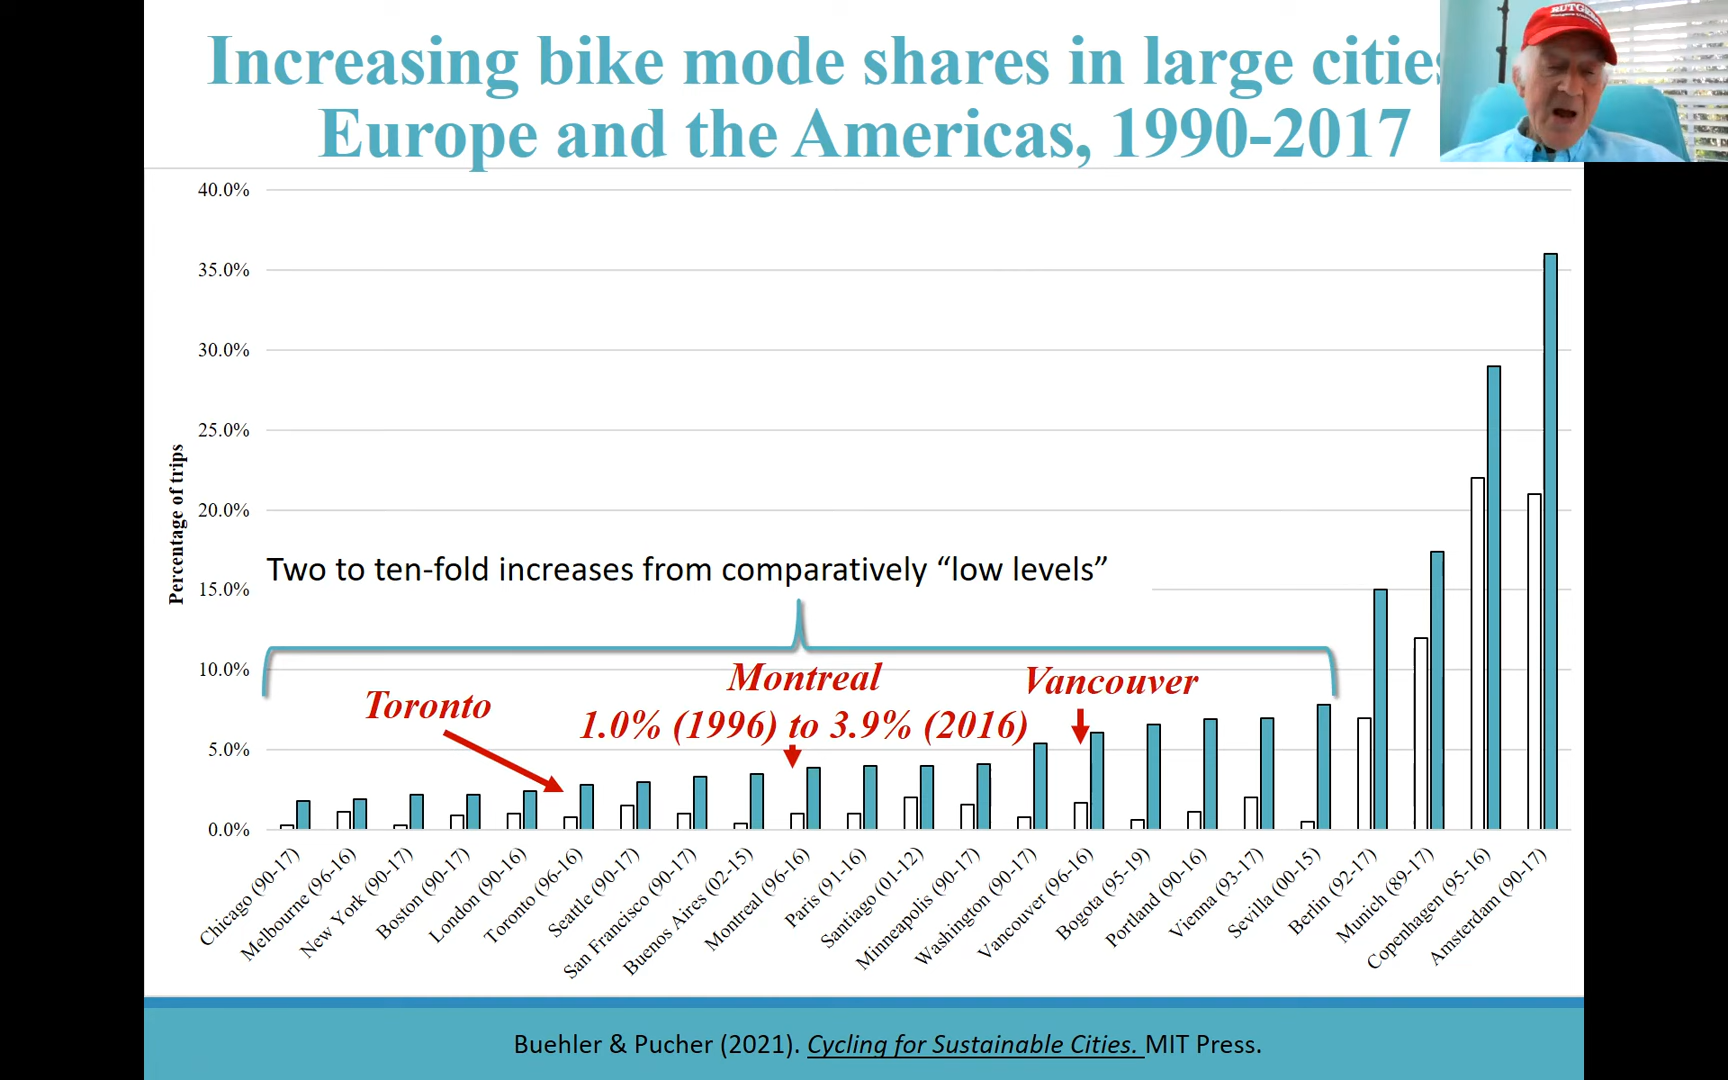 Increasing bike mode shares in large cities
Europe and the Americas, 1990-2017
RUTGERS
40.0%
35.0%
30.0%
25.0%
20.0%
15.0%
10.0%
5.0%
0.0%
Percentage of trips
Two to ten-fold increases from comparatively “low levels”
Toronto
Montreal
1.0% (1996) to 3.9% (2016)
Vancouver
Chicago (90-17)
Melbourne (96-16)
New York (90-17)
Boston (90-17)
London (90-16)
Toronto (96-16)
Seattle (90-17)
San Francisco (90-17)
Buenos Aires (02-15)
Montreal (96-16)
Paris (91-16)
Santiago (01-12)
Minneapolis (90-17)
Washington (90-17)
Vancouver (96-16)
Bogota (95-19)
Portland (90-16)
Vienna (93-17)
Sevilla (00-15)
Berlin (92-17)
Munich (89-17)
Copenhagen (95-16)
Amsterdam (90-17)
Buehler & Pucher (2021). Cycling for Sustainable Cities. MIT Press.